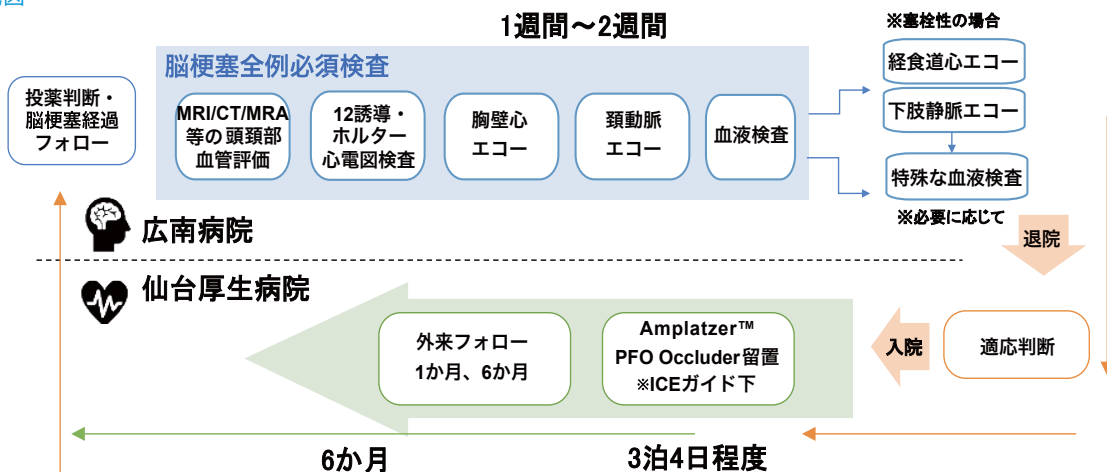 1週間～2週間
※塞栓性の場合
脳梗塞全例必須検査
投薬判断・
脳梗塞経過
フォロー
MRI/CT/MRA
等の頭頚部
血管評価
12誘導・
ホルター
心電図検査
胸壁心
エコー
頚動脈
エコー
血液検査
経食道心エコー
下肢静脈エコー
特殊な血液検査
※必要に応じて
広南病院
退院
仙台厚生病院
外来フォロー
1か月、6か月
Amplatzer™
PFO Occluder留置
※ICEガイド下
入院
適応判断
6か月
3泊4日程度